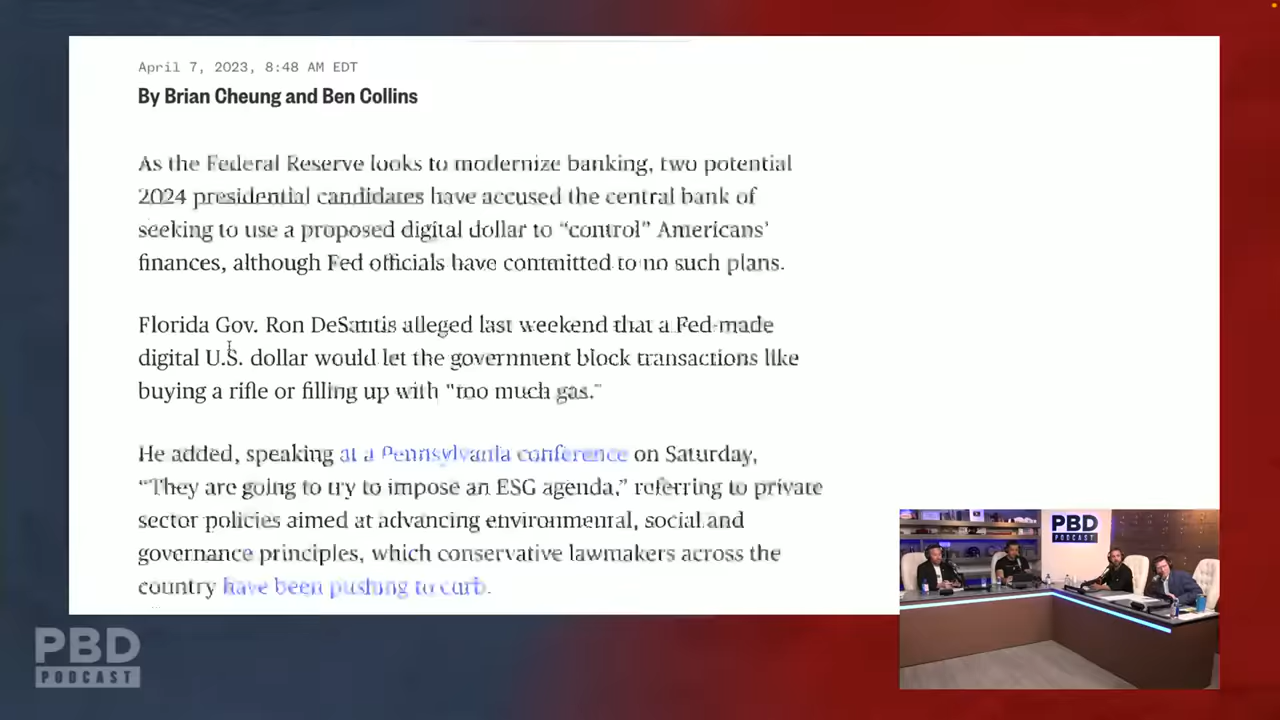 April 7, 2023, 8:48 AM EDT
By Brian Cheung and Ben Collins
As the Federal Reserve looks to modernize banking, two potential
2024 presidential candidates have accused the central bank of
seeking to use a proposed digital dollar to “control” Americans’
finances, although Fed officials have committed to no such plans.
Florida Gov. Ron DeSantis alleged last weekend that a Fed-made
digital U.S. dollar would let the government block transactions like
buying a rifle or filling up with "too much gas."
He added, speaking at a Pennsylvania conference on Saturday,
“They are going to try to impose an ESG agenda,” referring to private
sector policies aimed at advancing environmental, social and
governance principles, which conservative lawmakers across the
country have been pushing to curb.
PBD
PODCAST
PBD
PODCAST